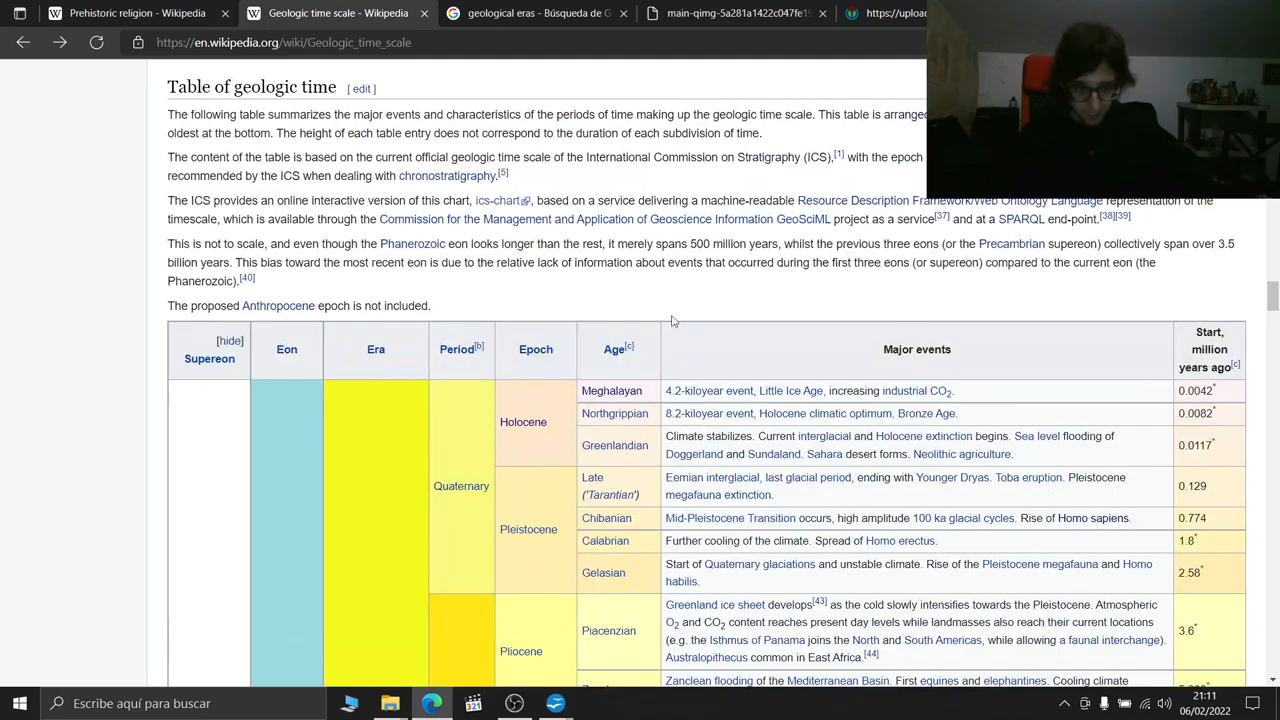 Prehistoric religion - Wikipedia
Geologic time scale - Wikipedia
geological eras - Búsqueda de G
main-qimg-5a281a1422c047fe15
https://upload
https://en.wikipedia.org/wiki/Geologic_time_scale
Table of geologic time [ edit ]
The following table summarizes the major events and characteristics of the periods of time making up the geologic time scale. This table is arranged
oldest at the bottom. The height of each table entry does not correspond to the duration of each subdivision of time.
The content of the table is based on the current official geologic time scale of the International Commission on Stratigraphy (ICS),[1] with the epoch
recommended by the ICS when dealing with chronostratigraphy.[5]
The ICS provides an online interactive version of this chart, ics-chart, based on a service delivering a machine-readable Resource Description Framework/Web Ontology Language representation of the
timescale, which is available through the Commission for the Management and Application of Geoscience Information GeoSciML project as a service[37] and at a SPARQL end-point.[38][39]
This is not to scale, and even though the Phanerozoic eon looks longer than the rest, it merely spans 500 million years, whilst the previous three eons (or the Precambrian supereon) collectively span over 3.5
billion years. This bias toward the most recent eon is due to the relative lack of information about events that occurred during the first three eons (or supereon) compared to the current eon (the
Phanerozoic).[40]
The proposed Anthropocene epoch is not included.
[hide]
Supereon
Eon
Era
Period[b]
Epoch
Age[c]
Major events
Start,
million
years ago[c]
Quaternary
Holocene
Meghalayan
4.2-kiloyear event, Little Ice Age, increasing industrial CO2.
0.0042*
Northgrippian
8.2-kiloyear event, Holocene climatic optimum. Bronze Age.
0.0082*
Greenlandian
Climate stabilizes. Current interglacial and Holocene extinction begins. Sea level flooding of
Doggerland and Sundaland. Sahara desert forms. Neolithic agriculture.
0.0117*
Pleistocene
Late
('Tarantian')
Eemian interglacial, last glacial period, ending with Younger Dryas. Toba eruption. Pleistocene
megafauna extinction.
0.129
Chibanian
Mid-Pleistocene Transition occurs, high amplitude 100 ka glacial cycles. Rise of Homo sapiens.
0.774
Calabrian
Further cooling of the climate. Spread of Homo erectus.
1.8*
Gelasian
Start of Quaternary glaciations and unstable climate. Rise of the Pleistocene megafauna and Homo
habilis.
2.58*
Pliocene
Piacenzian
Greenland ice sheet develops[43] as the cold slowly intensifies towards the Pleistocene. Atmospheric
O2 and CO2 content reaches present day levels while landmasses also reach their current locations
(e.g. the Isthmus of Panama joins the North and South Americas, while allowing a faunal interchange).
Australopithecus common in East Africa.[44]
3.6*
Zanclean flooding of the Mediterranean Basin. First equines and elephantines. Cooling climate
Escribe aquí para buscar
21:11
06/02/2022